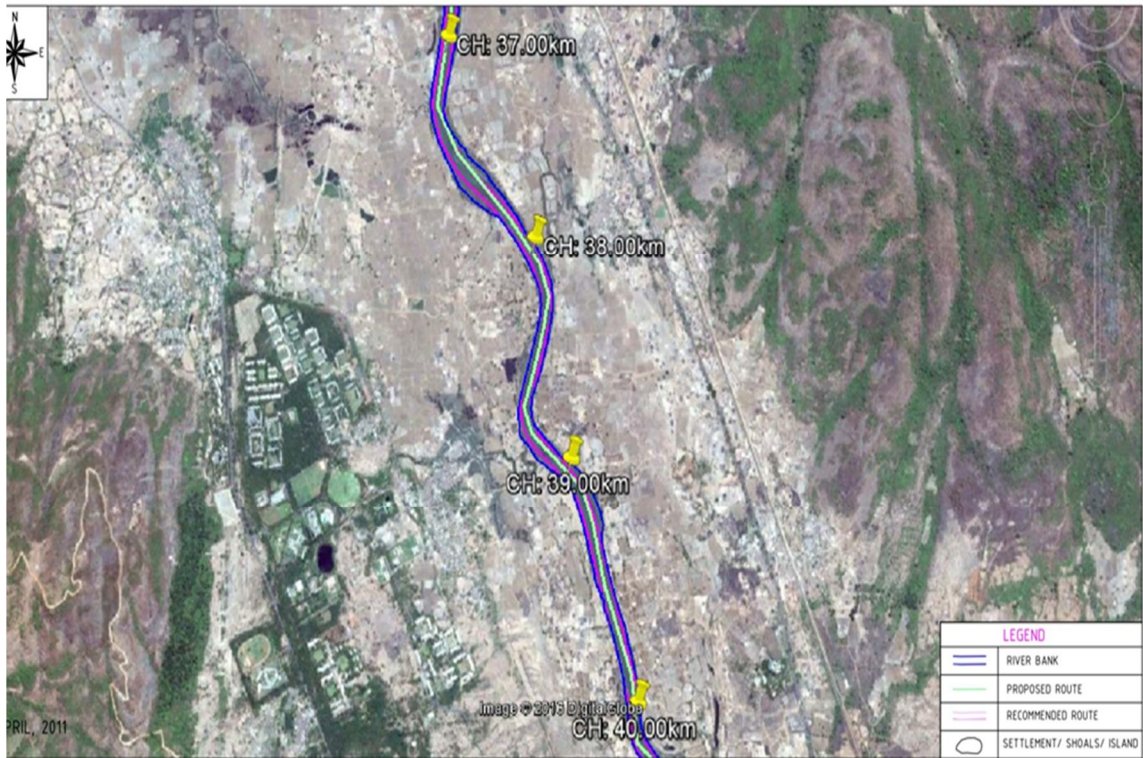 N
E
S
CH: 37.00km
CH: 38.00km
CH: 39.00km
Image © 2016 DigitalGlobe
CH: 40.00km
PRIL, 2011
LEGEND
RIVER BANK
PROPOSED ROUTE
RECOMMENDED ROUTE
SETTLEMENT/ SHOALS/ ISLAND